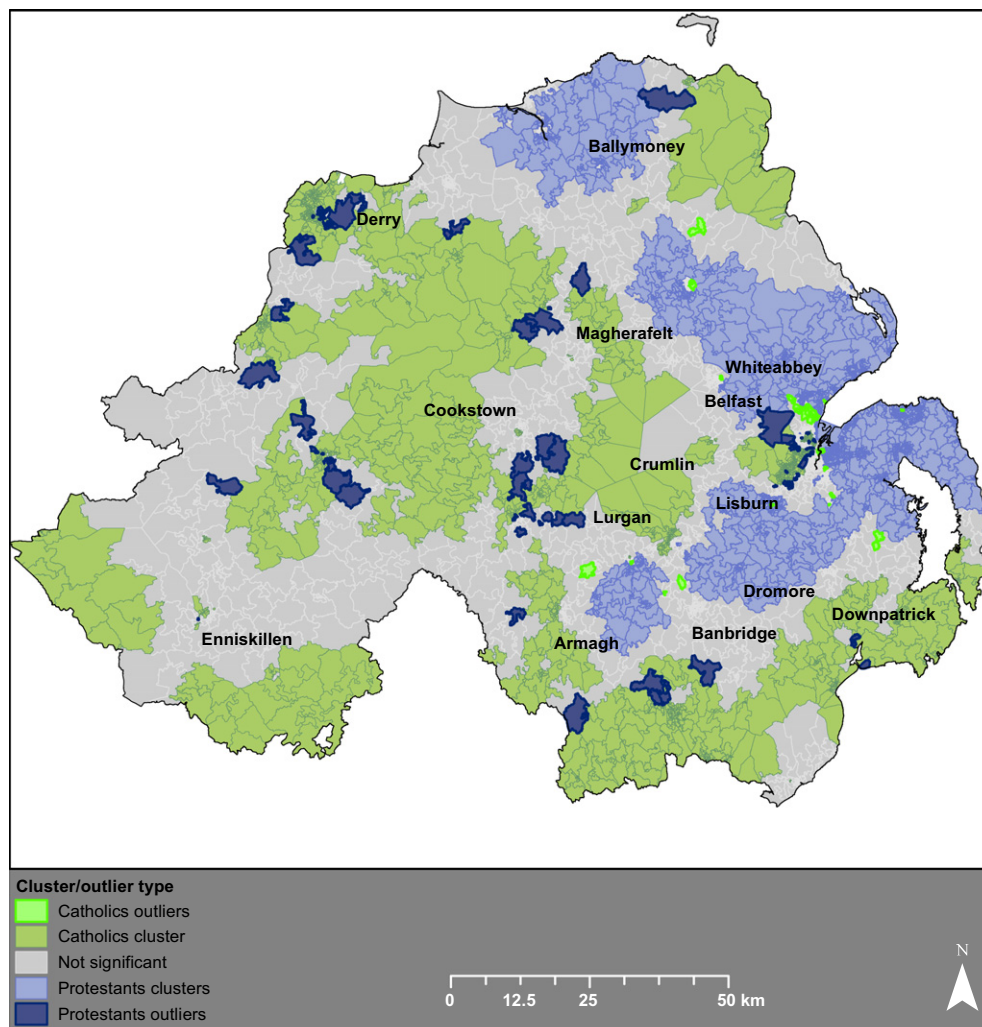 Ballymoney
Derry
Magherafelt
Whiteabbey
Belfast
Cookstown
Crumlin
Lisburn
Lurgan
Dromore
Downpatrick
Enniskillen
Armagh
Banbridge
Cluster/outlier type
Catholics outliers
Catholics cluster
Not significant
Protestants clusters
Protestants outliers
0 12.5 25 50 km
N